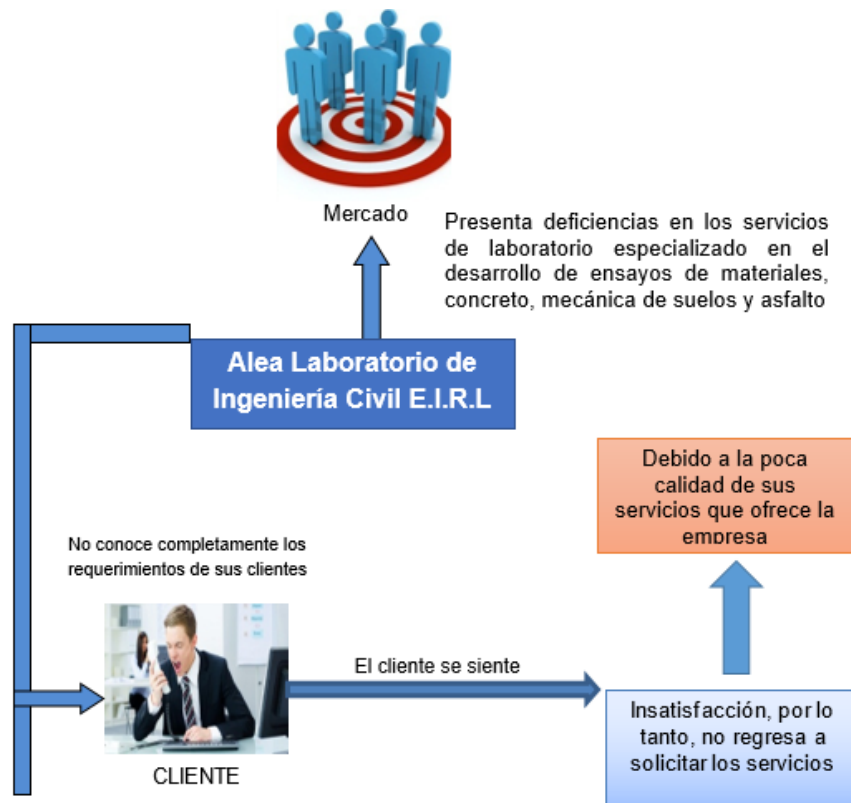 Mercado
Presenta deficiencias en los servicios
de laboratorio especializado en el
desarrollo de ensayos de materiales,
concreto, mecánica de suelos y asfalto
Alea Laboratorio de
Ingeniería Civil E.I.R.L
Debido a la poca
calidad de sus
servicios que ofrece la
empresa
No conoce completamente los
requerimientos de sus clientes
El cliente se siente
CLIENTE
Insatisfacción, por lo
tanto, no regresa a
solicitar los servicios